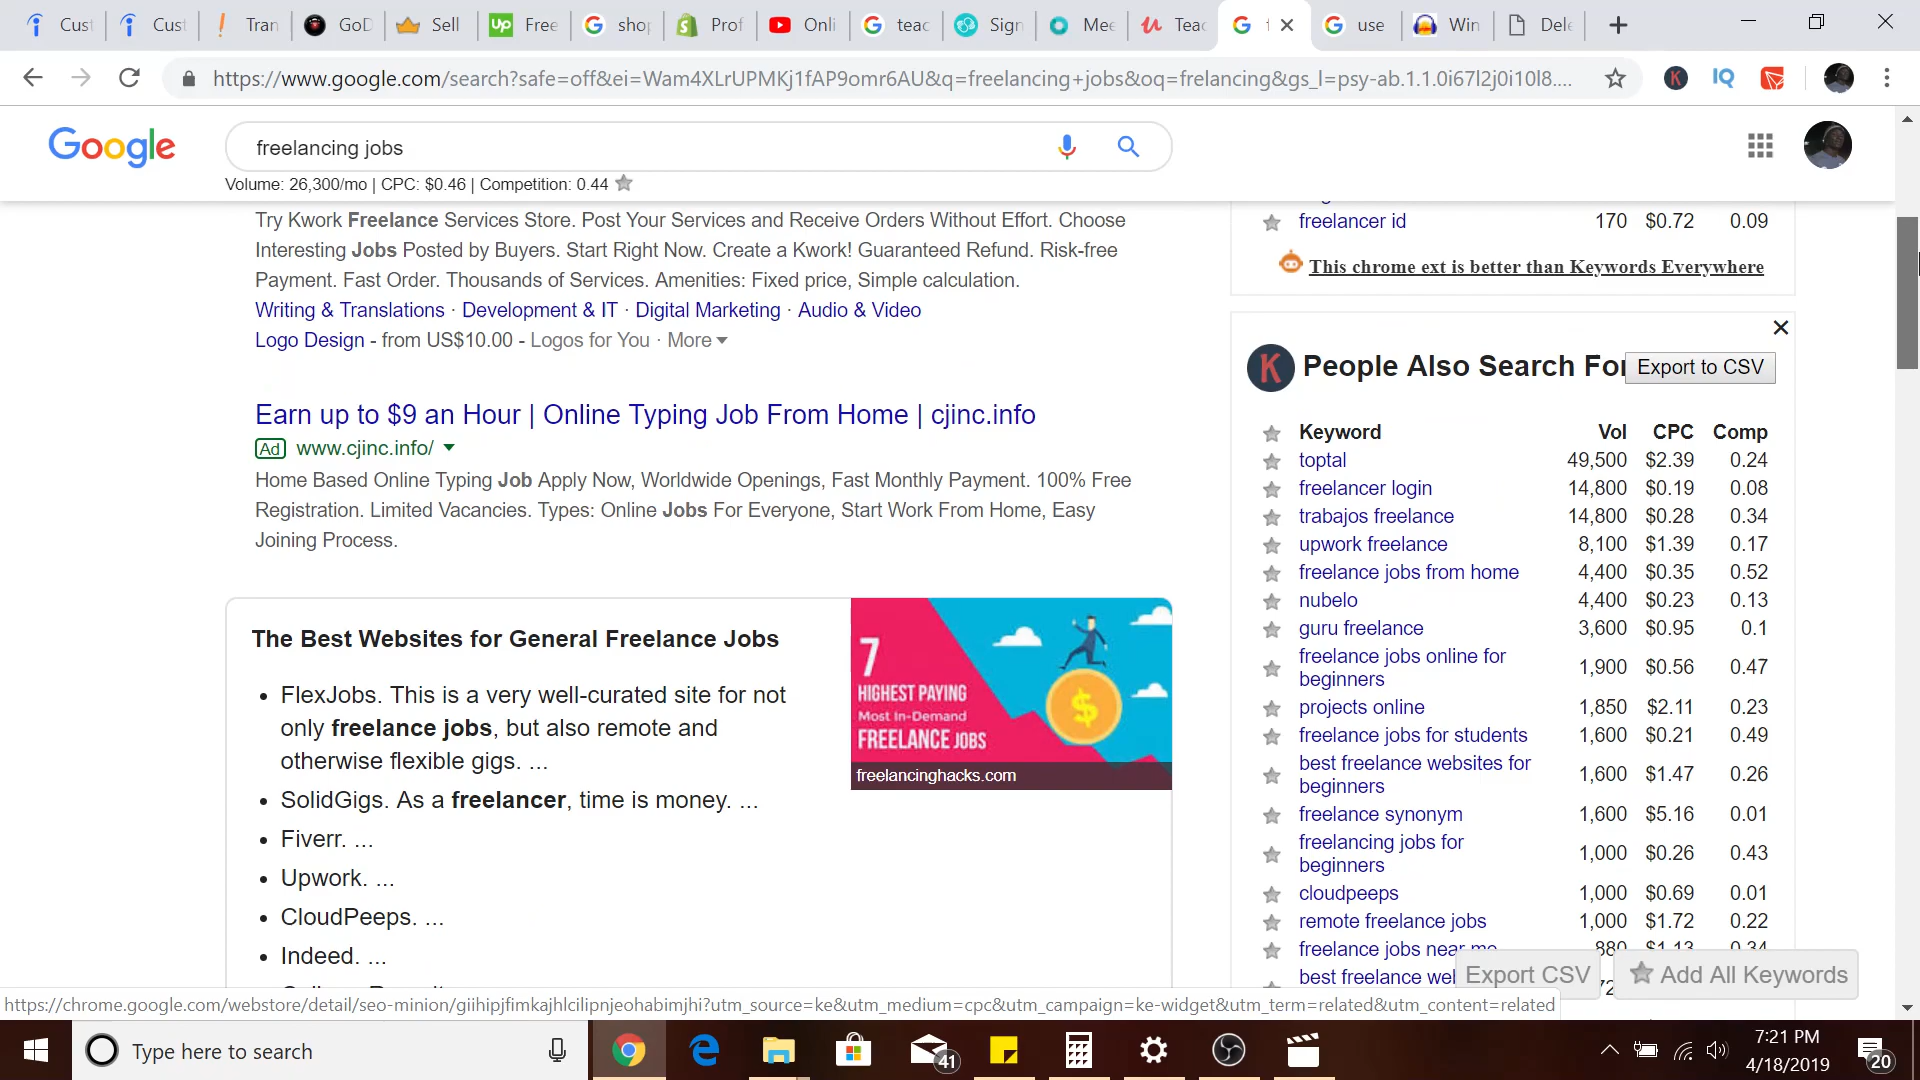 Cust
Cust
Tran
GoD
Sell
Up Free
shop
Prof
Onli
teac
Sign
Mee
Teac
use
Win
Dele
https://www.google.com/search?safe=off&ei=Wam4XLrUPMKj1fAP9omr6AU&q=freelancing+jobs&oq=frelancing&gs_l=psy-ab.1.1.0i67l2j0i10l8....
K
IQ
Google
freelancing jobs
Volume: 26,300/mo | CPC: $0.46 | Competition: 0.44
Try Kwork Freelance Services Store. Post Your Services and Receive Orders Without Effort. Choose
Interesting Jobs Posted by Buyers. Start Right Now. Create a Kwork! Guaranteed Refund. Risk-free
Payment. Fast Order. Thousands of Services. Amenities: Fixed price, Simple calculation.
Writing & Translations · Development & IT · Digital Marketing · Audio & Video
Logo Design - from US$10.00 - Logos for You · More
Earn up to $9 an Hour | Online Typing Job From Home | cjinc.info
Ad www.cjinc.info/
Home Based Online Typing Job Apply Now, Worldwide Openings, Fast Monthly Payment. 100% Free
Registration. Limited Vacancies. Types: Online Jobs For Everyone, Start Work From Home, Easy
Joining Process.
The Best Websites for General Freelance Jobs
• FlexJobs. This is a very well-curated site for not
only freelance jobs, but also remote and
otherwise flexible gigs. ...
• SolidGigs. As a freelancer, time is money. ...
• Fiverr. ...
• Upwork. ...
• CloudPeeps. ...
• Indeed. ...
7
HIGHEST PAYING
Most In-Demand
FREELANCE JOBS
$
freelancinghacks.com
freelancer id 170 $0.72 0.09
This chrome ext is better than Keywords Everywhere
K People Also Search For Export to CSV
Keyword Vol CPC Comp
toptal 49,500 $2.39 0.24
freelancer login 14,800 $0.19 0.08
trabajos freelance 14,800 $0.28 0.34
upwork freelance 8,100 $1.39 0.17
freelance jobs from home 4,400 $0.35 0.52
nubelo 4,400 $0.23 0.13
guru freelance 3,600 $0.95 0.1
freelance jobs online for
beginners 1,900 $0.56 0.47
projects online 1,850 $2.11 0.23
freelance jobs for students 1,600 $0.21 0.49
best freelance websites for
beginners 1,600 $1.47 0.26
freelance synonym 1,600 $5.16 0.01
freelancing jobs for
beginners 1,000 $0.26 0.43
cloudpeeps 1,000 $0.69 0.01
remote freelance jobs 1,000 $1.72 0.22
freelance jobs near me 880 $1.13 0.34
best freelance wel
Export CSV
Add All Keywords
https://chrome.google.com/webstore/detail/seo-minion/giihipjfimkajhlcilipnjeohabimjhi?utm_source=ke&utm_medium=cpc&utm_campaign=ke-widget&utm_term=related&utm_content=related
Type here to search
41
7:21 PM
4/18/2019
20